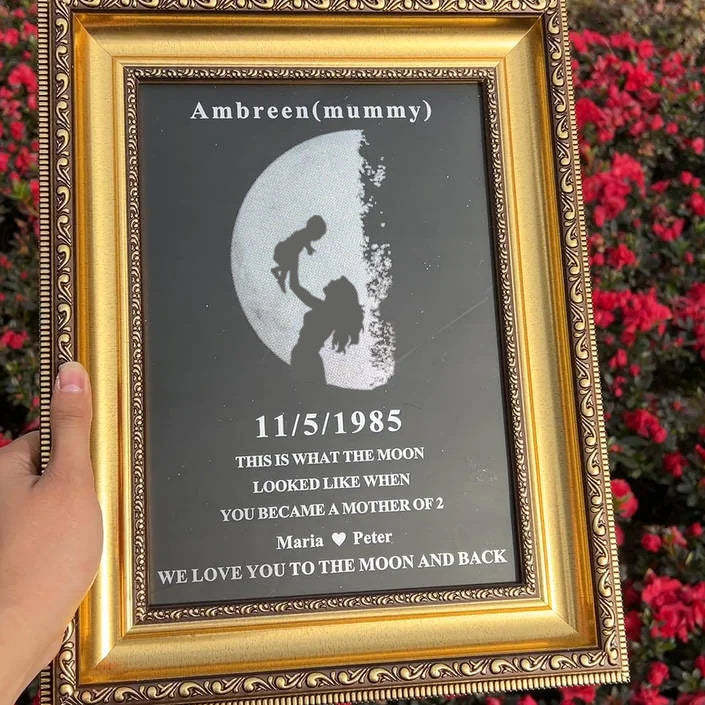 Ambreen(mummy)
11/5/1985
THIS IS WHAT THE MOON
LOOKED LIKE WHEN
YOU BECAME A MOTHER OF 2
Maria ♥ Peter
WE LOVE YOU TO THE MOON AND BACK